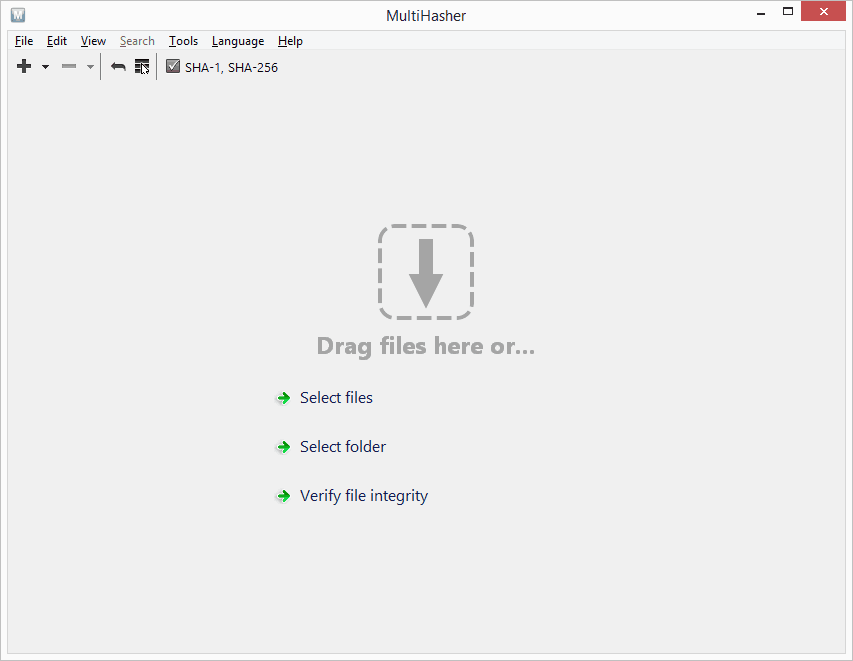 MultiHasher
File Edit View Search Tools Language Help
SHA-1, SHA-256
Drag files here or...
Select files
Select folder
Verify file integrity